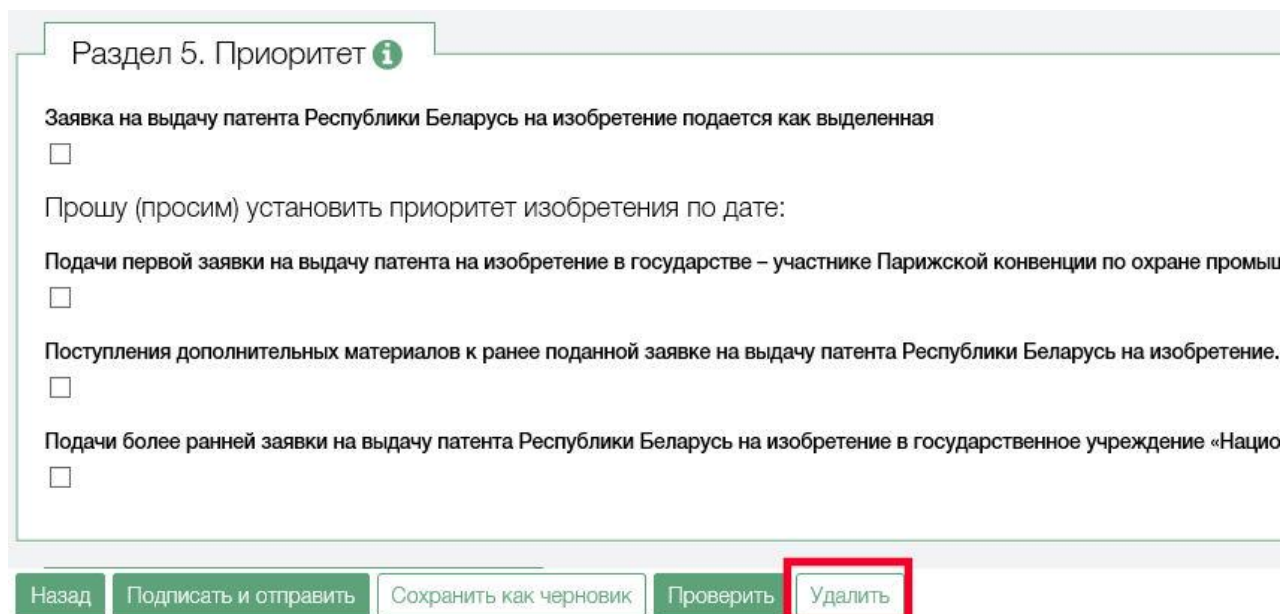 Раздел 5. Приоритет
Заявка на выдачу патента Республики Беларусь на изобретение подается как выделенная
Прошу (просим) установить приоритет изобретения по дате:
Подачи первой заявки на выдачу патента на изобретение в государстве – участнике Парижской конвенции по охране промыш
Поступления дополнительных материалов к ранее поданной заявке на выдачу патента Республики Беларусь на изобретение.
Подачи более ранней заявки на выдачу патента Республики Беларусь на изобретение в государственное учреждение «Нацио
Назад Подписать и отправить Сохранить как черновик Проверить Удалить